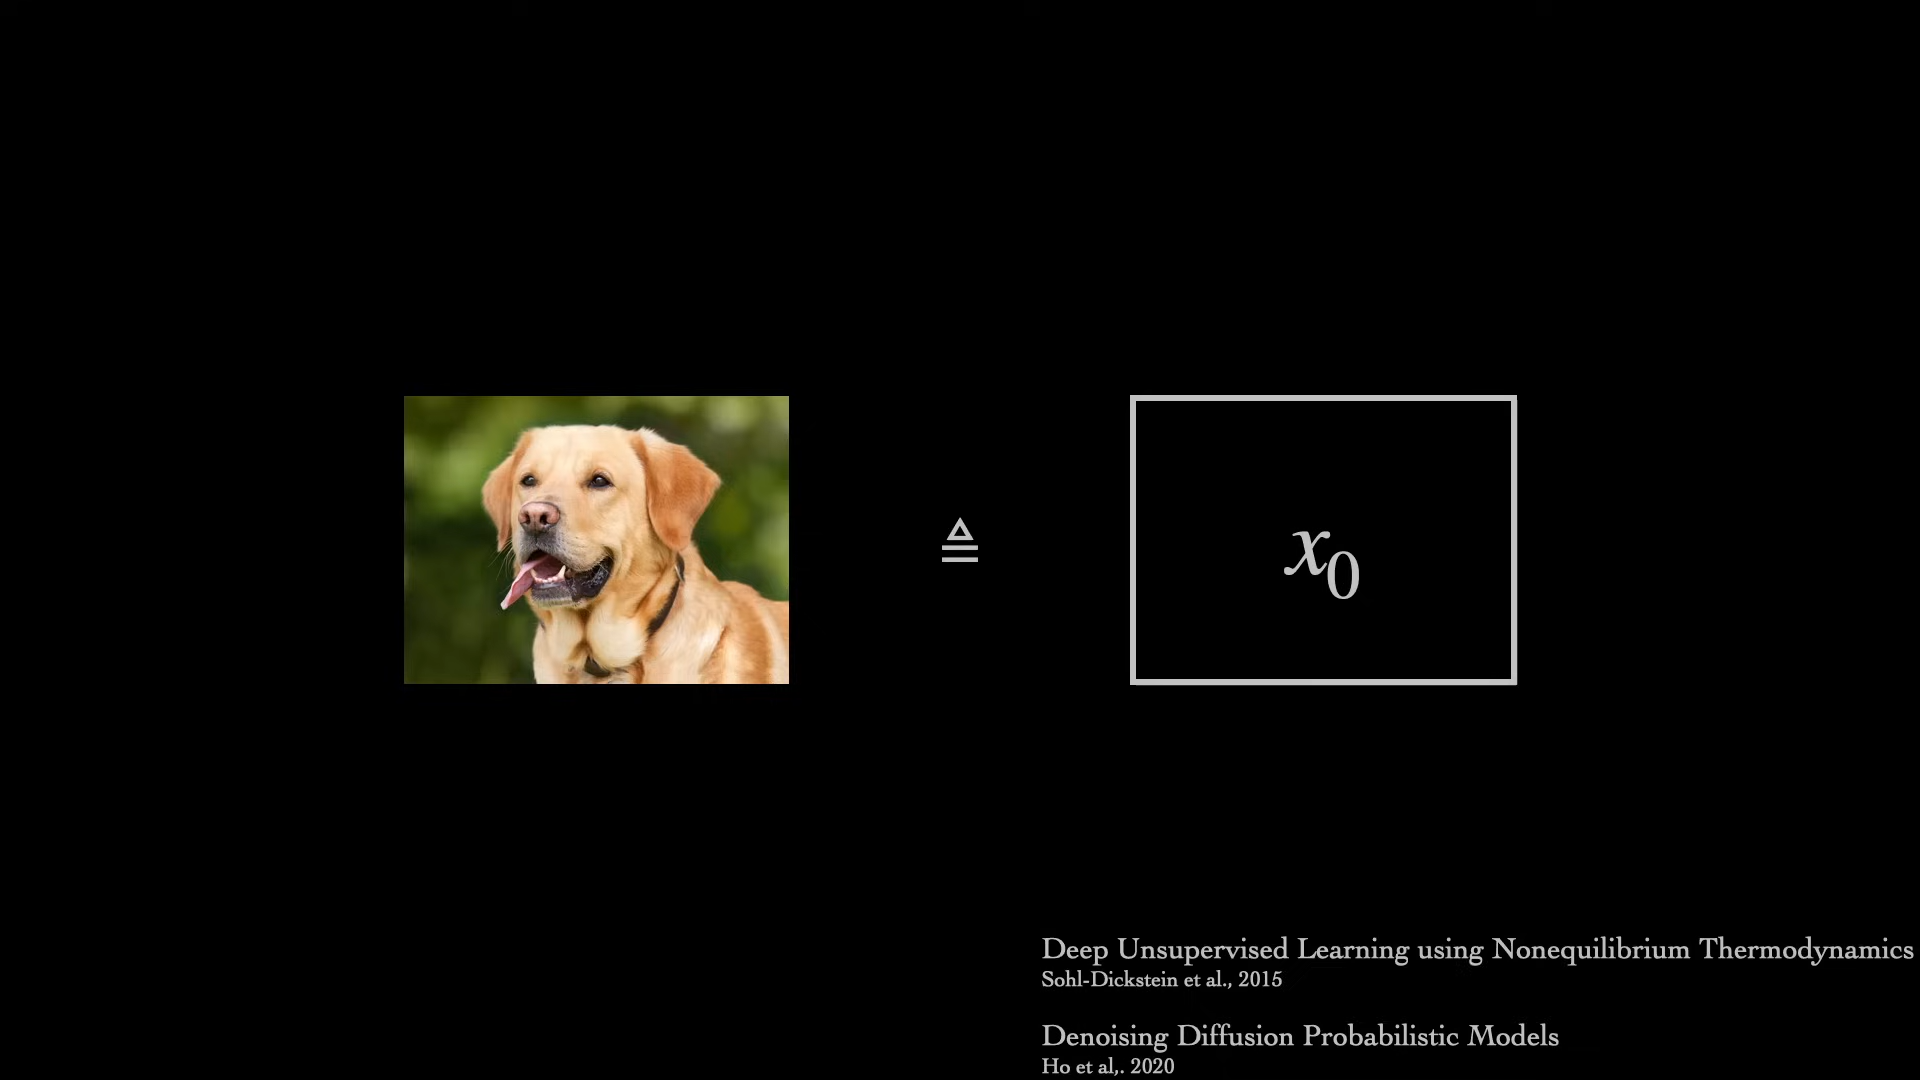 ≜
x₀
Deep Unsupervised Learning using Nonequilibrium Thermodynamics
Sohl-Dickstein et al., 2015
Denoising Diffusion Probabilistic Models
Ho et al,. 2020